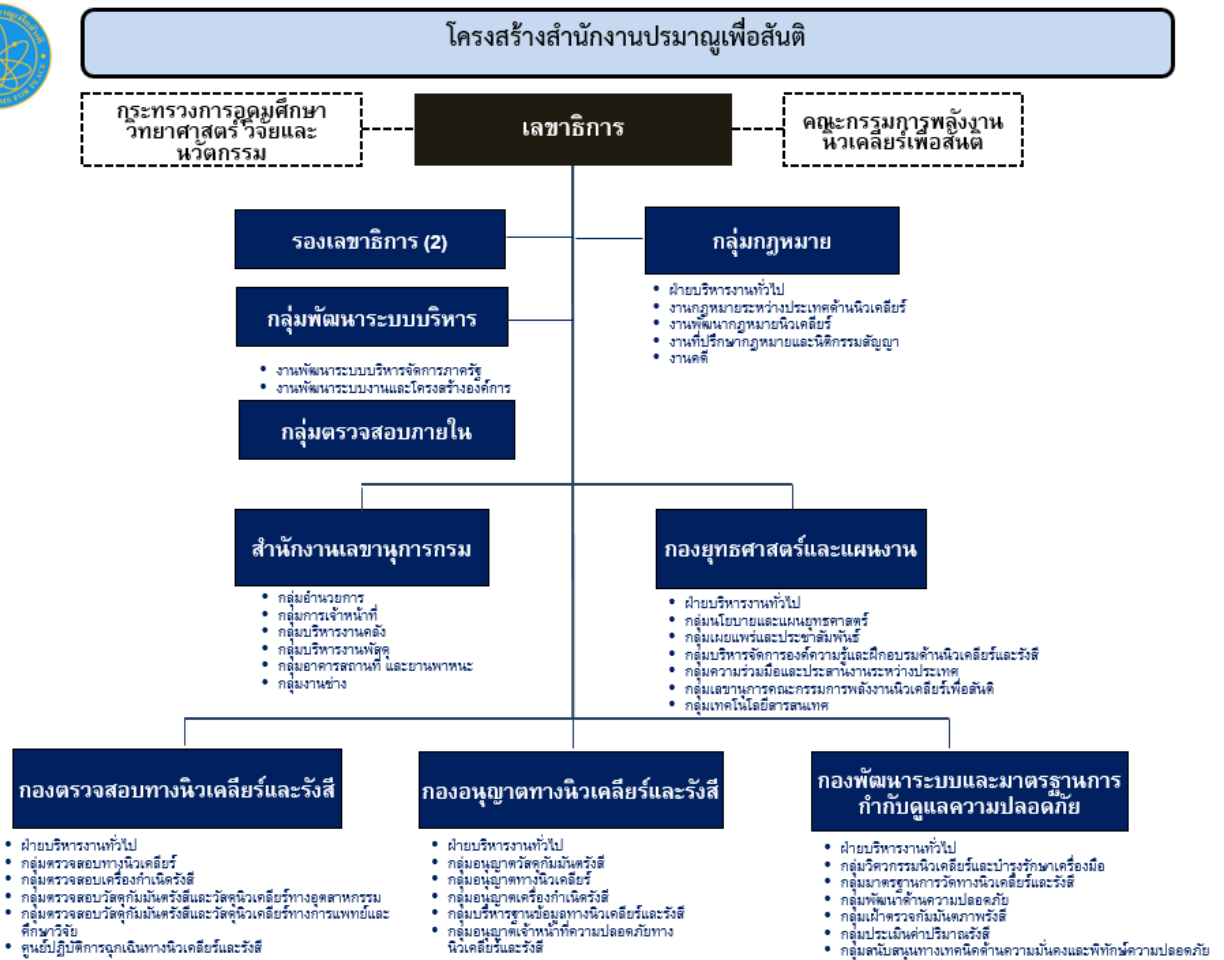 โครงสร้างสำนักงานปรมาณูเพื่อสันติ
กระทรวงการอุดมศึกษา
วิทยาศาสตร์ วิจัยและ
นวัตกรรม
เลขาธิการ
คณะกรรมการพลังงาน
นิวเคลียร์เพื่อสันติ
รองเลขาธิการ (2)
กลุ่มกฎหมาย
• ฝ่ายบริหารงานทั่วไป
• งานกฎหมายระหว่างประเทศด้านนิวเคลียร์
• งานพัฒนากฎหมายนิวเคลียร์
• งานที่ปรึกษากฎหมายและนิติกรรมสัญญา
• งานคดี
กลุ่มพัฒนาระบบบริหาร
• งานพัฒนาระบบบริหารจัดการภาครัฐ
• งานพัฒนาระบบงานและโครงสร้างองค์การ
กลุ่มตรวจสอบภายใน
สำนักงานเลขานุการกรม
• กลุ่มอำนวยการ
• กลุ่มการเจ้าหน้าที่
• กลุ่มบริหารงานคลัง
• กลุ่มบริหารงานพัสดุ
• กลุ่มอาคารสถานที่ และยานพาหนะ
• กลุ่มงานช่าง
กองยุทธศาสตร์และแผนงาน
• ฝ่ายบริหารงานทั่วไป
• กลุ่มนโยบายและแผนยุทธศาสตร์
• กลุ่มเผยแพร่และประชาสัมพันธ์
• กลุ่มบริหารจัดการองค์ความรู้และฝึกอบรมด้านนิวเคลียร์และรังสี
• กลุ่มความร่วมมือและประสานงานระหว่างประเทศ
• กลุ่มเลขานุการคณะกรรมการพลังงานนิวเคลียร์เพื่อสันติ
• กลุ่มเทคโนโลยีสารสนเทศ
กองตรวจสอบทางนิวเคลียร์และรังสี
• ฝ่ายบริหารงานทั่วไป
• กลุ่มตรวจสอบทางนิวเคลียร์
• กลุ่มตรวจสอบเครื่องกำเนิดรังสี
• กลุ่มตรวจสอบวัสดุกัมมันตรังสีและวัสดุนิวเคลียร์ทางอุตสาหกรรม
• กลุ่มตรวจสอบวัสดุกัมมันตรังสีและวัสดุนิวเคลียร์ทางการแพทย์และ
ศึกษาวิจัย
• ศูนย์ปฏิบัติการฉุกเฉินทางนิวเคลียร์และรังสี
กองอนุญาตทางนิวเคลียร์และรังสี
• ฝ่ายบริหารงานทั่วไป
• กลุ่มอนุญาตวัสดุกัมมันตรังสี
• กลุ่มอนุญาตทางนิวเคลียร์
• กลุ่มอนุญาตเครื่องกำเนิดรังสี
• กลุ่มบริหารฐานข้อมูลทางนิวเคลียร์และรังสี
• กลุ่มอนุญาตเจ้าหน้าที่ความปลอดภัยทาง
นิวเคลียร์และรังสี
กองพัฒนาระบบและมาตรฐานการ
กำกับดูแลความปลอดภัย
• ฝ่ายบริหารงานทั่วไป
• กลุ่มวิศวกรรมนิวเคลียร์และบำรุงรักษาเครื่องมือ
• กลุ่มมาตรฐานการวัดทางนิวเคลียร์และรังสี
• กลุ่มพัฒนาด้านความปลอดภัย
• กลุ่มเฝ้าตรวจกัมมันตภาพรังสี
• กลุ่มประเมินค่าปริมาณรังสี
• กลุ่มสนับสนุนทางเทคนิคด้านความมั่นคงและพิทักษ์ความปลอดภัย